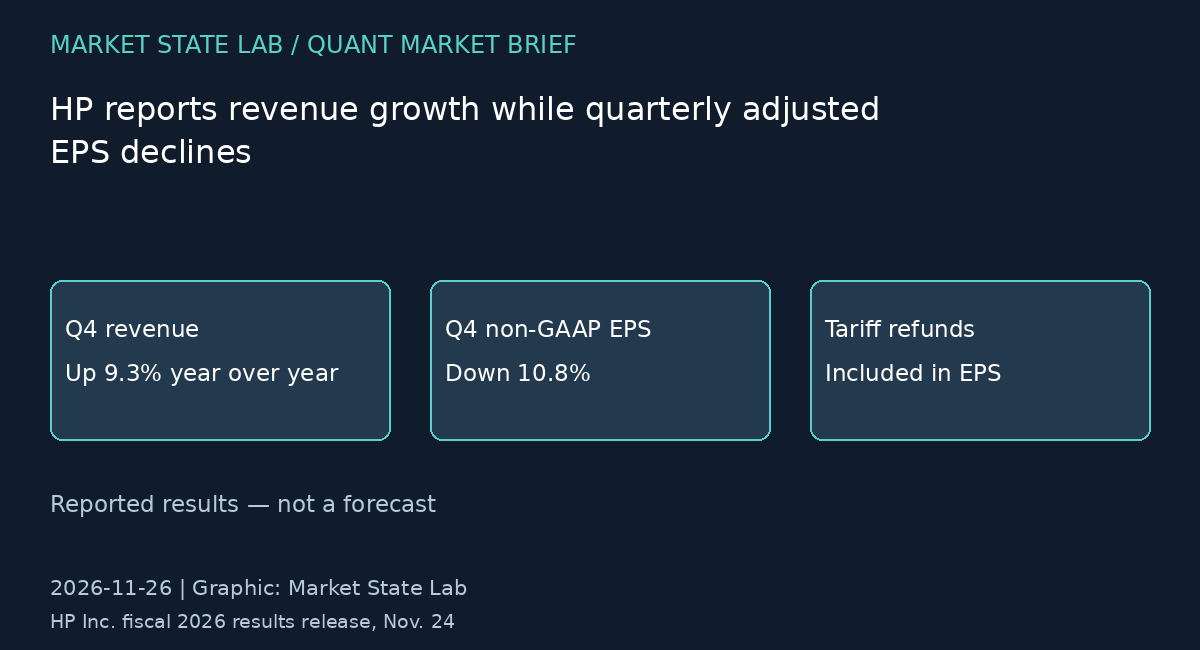 MARKET STATE LAB / QUANT MARKET BRIEF
HP reports revenue growth while quarterly adjusted
EPS declines
Q4 revenue
Up 9.3% year over year
Q4 non-GAAP EPS
Down 10.8%
Tariff refunds
Included in EPS
Reported results — not a forecast
2026-11-26 | Graphic: Market State Lab
HP Inc. fiscal 2026 results release, Nov. 24